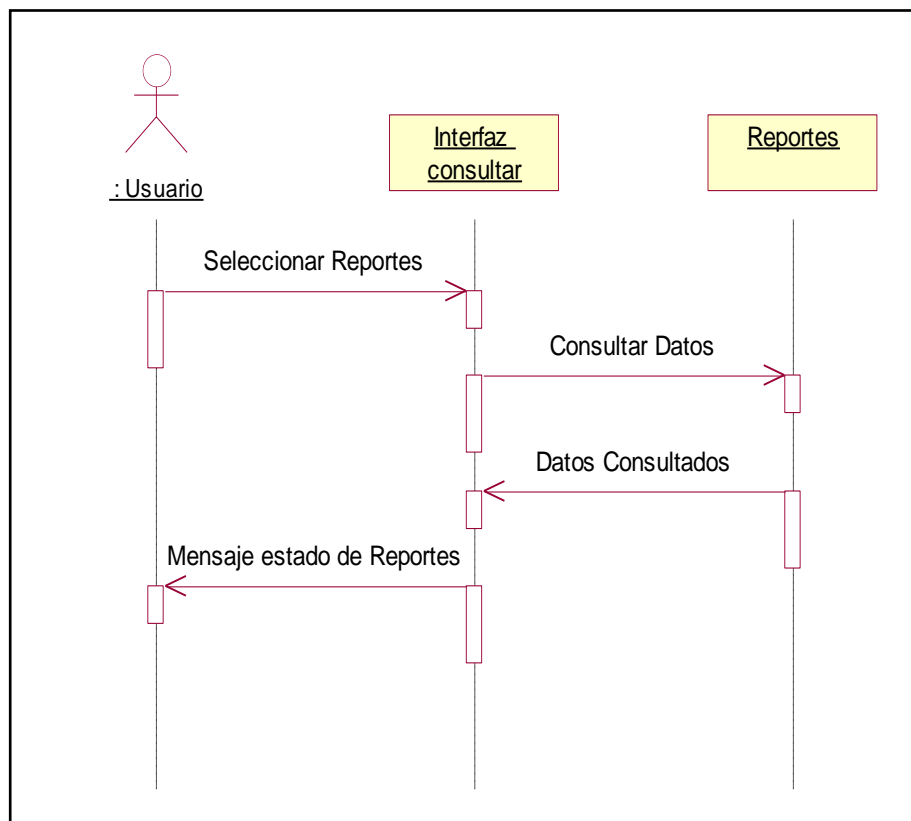 Interfaz
consultar
Reportes
: Usuario
Seleccionar Reportes
Consultar Datos
Datos Consultados
Mensaje estado de Reportes